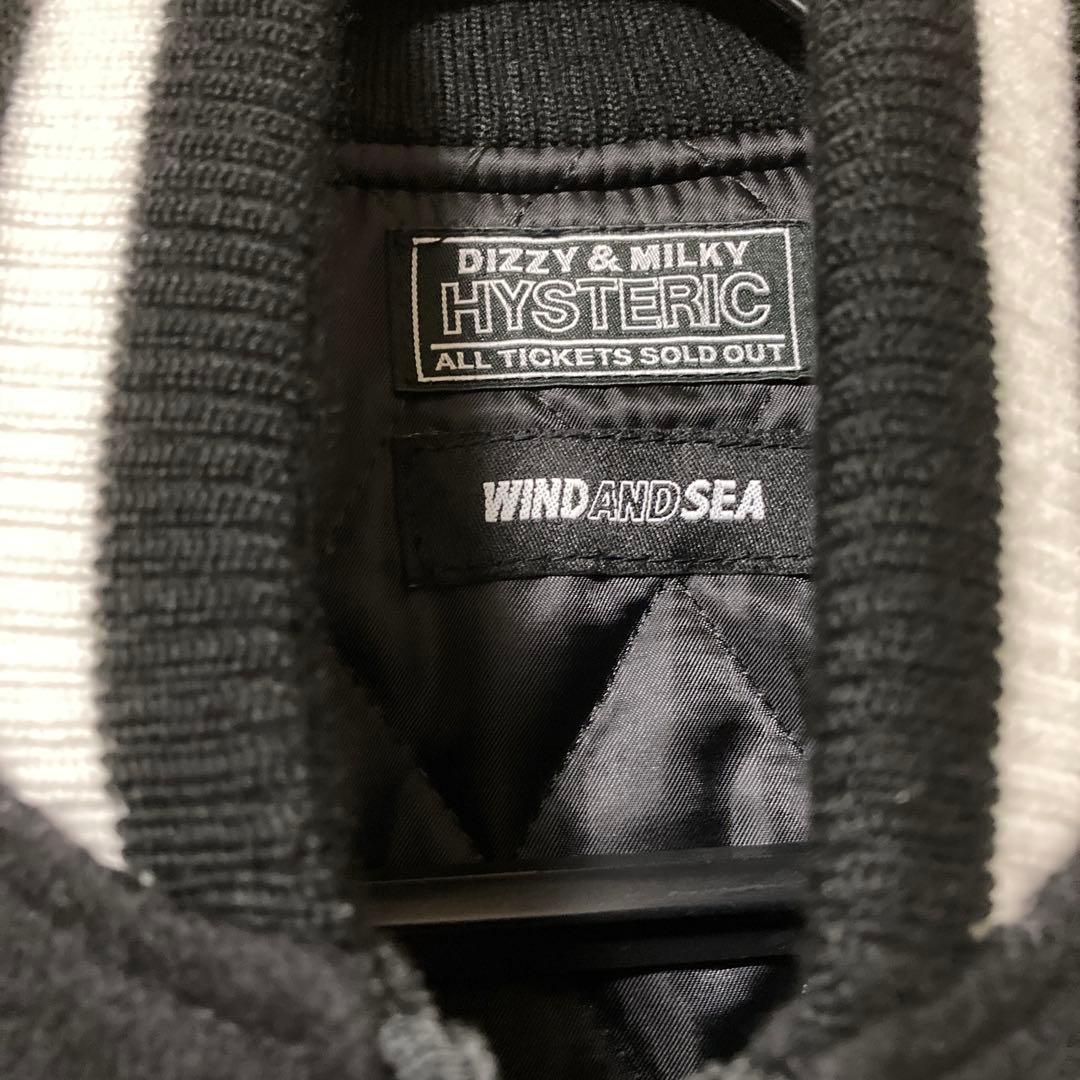 DIZZY & MILKY
HYSTERIC
ALL TICKETS SOLD OUT
WINDANDSEA